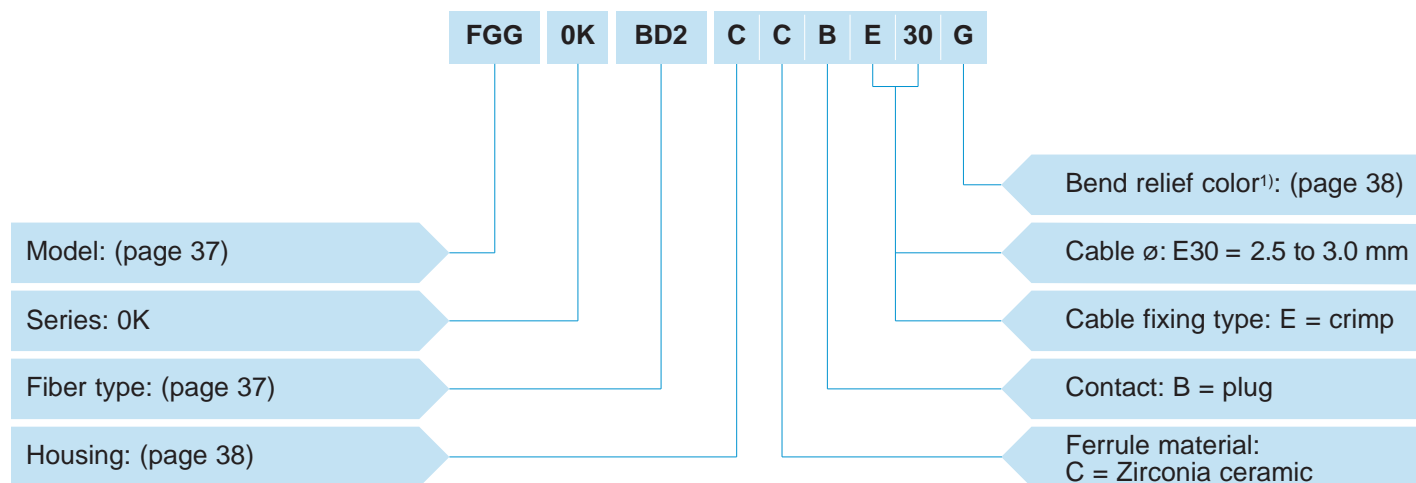 FGG 0K BD2 C C B E 30 G
Bend relief color1): (page 38)
Model: (page 37)
Cable ø: E30 = 2.5 to 3.0 mm
Series: 0K
Cable fixing type: E = crimp
Fiber type: (page 37)
Contact: B = plug
Housing: (page 38)
Ferrule material:
C = Zirconia ceramic